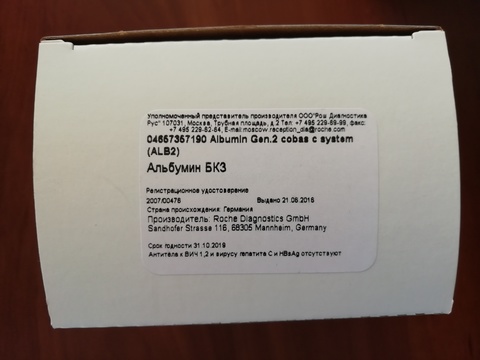 Уполномоченный представитель производителя ООО"Рош Диагностика
Рус" 107031, Москва, Трубная площадь, д.2 Тел: +7 495 229-69-99, факс:
+7 495 229-62-64, E-mail:moscow.reception_dia@roche.com
04657357190 Albumin Gen.2 cobas c system
(ALB2)
Альбумин БКЗ
Регистрационное удостоверение
2007/00476 Выдано 21.08.2015
Страна происхождения: Германия
Производитель: Roche Diagnostics GmbH
Sandhofer Strasse 116, 68305 Mannheim, Germany
Срок годности 31.10.2019
Антитела к ВИЧ 1,2 и вирусу гепатита С и HBsAg отсутствуют